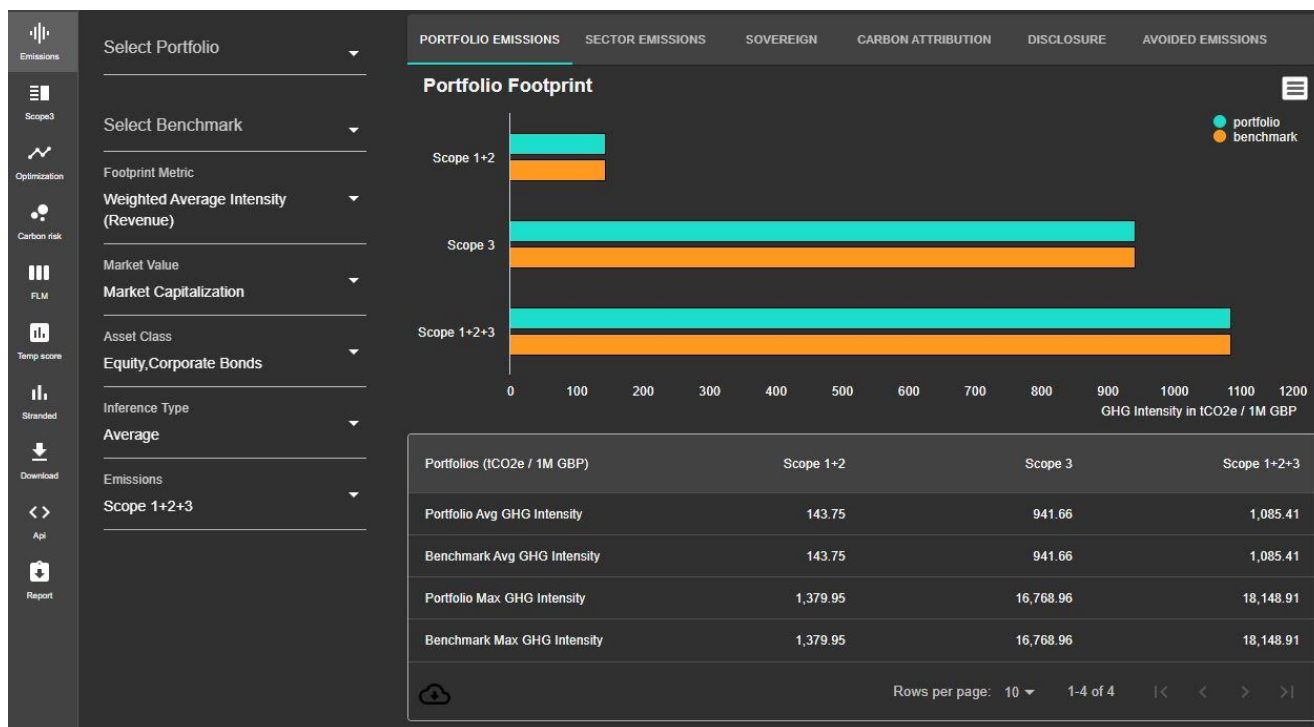 Emissions
Scope3
Optimization
Carbon risk
FLM
Temp score
Stranded
Download
Api
Report
Select Portfolio
Select Benchmark
Footprint Metric
Weighted Average Intensity
(Revenue)
Market Value
Market Capitalization
Asset Class
Equity,Corporate Bonds
Inference Type
Average
Emissions
Scope 1+2+3
PORTFOLIO EMISSIONS SECTOR EMISSIONS SOVEREIGN CARBON ATTRIBUTION DISCLOSURE AVOIDED EMISSIONS
Portfolio Footprint
portfolio
benchmark
Scope 1+2
Scope 3
Scope 1+2+3
0 100 200 300 400 500 600 700 800 900 1000 1100 1200
GHG Intensity in tCO2e / 1M GBP
Portfolios (tCO2e / 1M GBP) Scope 1+2 Scope 3 Scope 1+2+3
Portfolio Avg GHG Intensity 143.75 941.66 1,085.41
Benchmark Avg GHG Intensity 143.75 941.66 1,085.41
Portfolio Max GHG Intensity 1,379.95 16,768.96 18,148.91
Benchmark Max GHG Intensity 1,379.95 16,768.96 18,148.91
Rows per page: 10 1-4 of 4